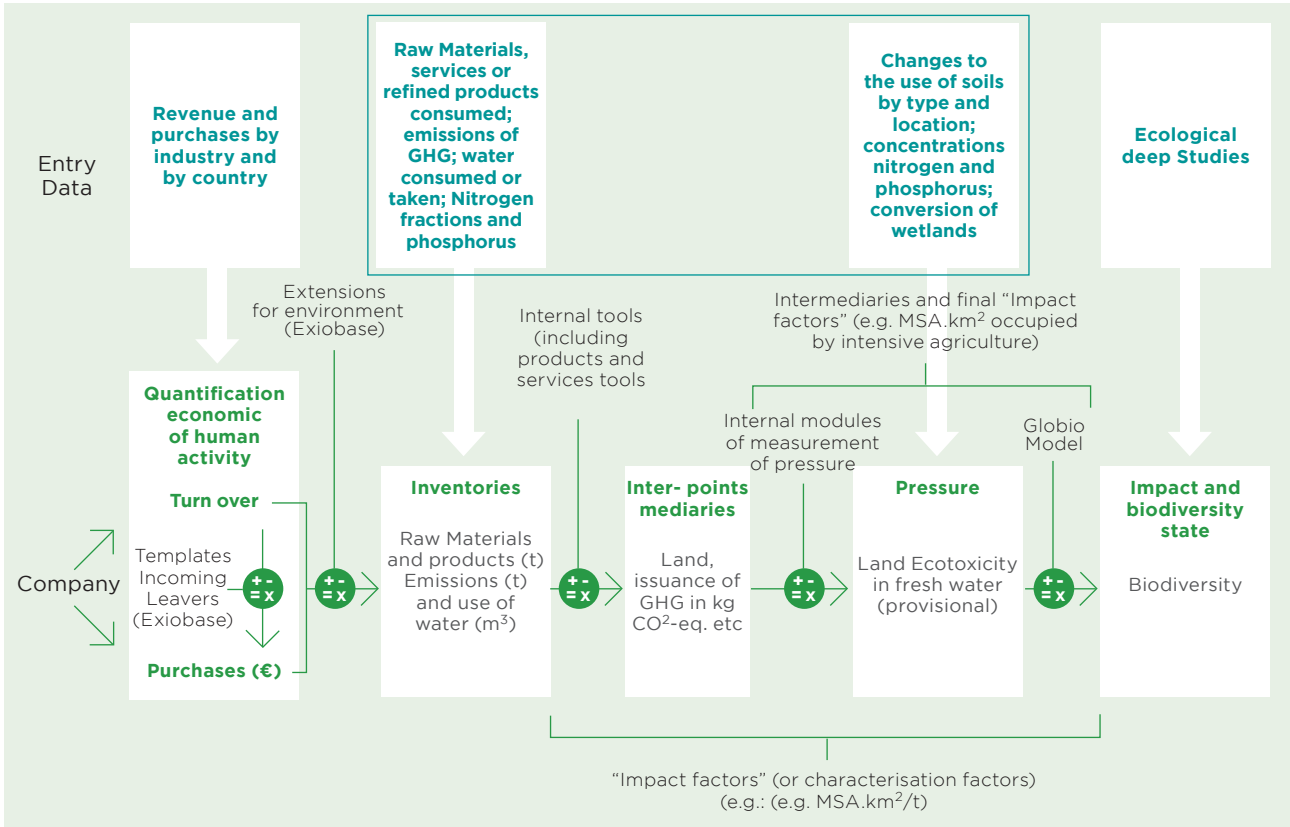 Entry
Data
Revenue and
purchases by
industry and
by country
Raw Materials,
services or
refined products
consumed;
emissions of
GHG; water
consumed or
taken; Nitrogen
fractions and
phosphorus
Changes to
the use of soils
by type and
location;
concentrations
nitrogen and
phosphorus;
conversion of
wetlands
Ecological
deep Studies
Extensions
for environment
(Exiobase)
Internal tools
(including
products and
services tools
Intermediaries and final “Impact
factors” (e.g. MSA.km² occupied
by intensive agriculture)
Internal modules
of measurement
of pressure
Globio
Model
Company
Quantification
economic
of human
activity
Turn over
Templates
Incoming
Leavers
(Exiobase)
+ -
= x
Purchases (€)
+ -
= x
Inventories
Raw Materials
and products (t)
Emissions (t)
and use of
water (m³)
+ -
= x
Inter- points
mediaries
Land,
issuance of
GHG in kg
CO²-eq. etc
+ -
= x
Pressure
Land Ecotoxicity
in fresh water
(provisional)
+ -
= x
Impact and
biodiversity
state
Biodiversity
“Impact factors” (or characterisation factors)
(e.g.: (e.g. MSA.km²/t)